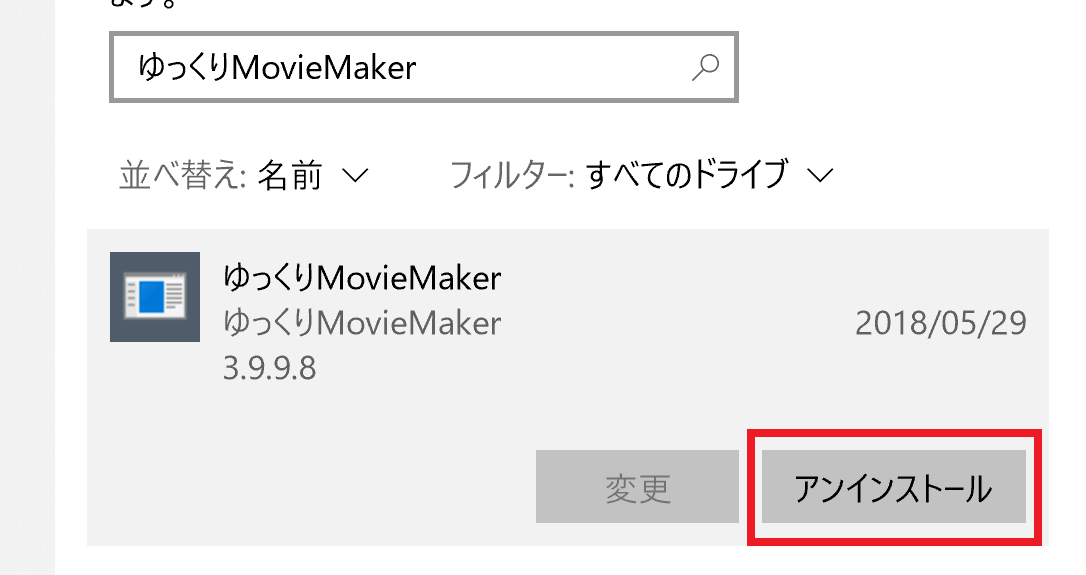 ます。
ゆっくりMovieMaker
並べ替え: 名前 フィルター: すべてのドライブ
ゆっくりMovieMaker
ゆっくりMovieMaker 2018/05/29
3.9.9.8
変更 アンインストール